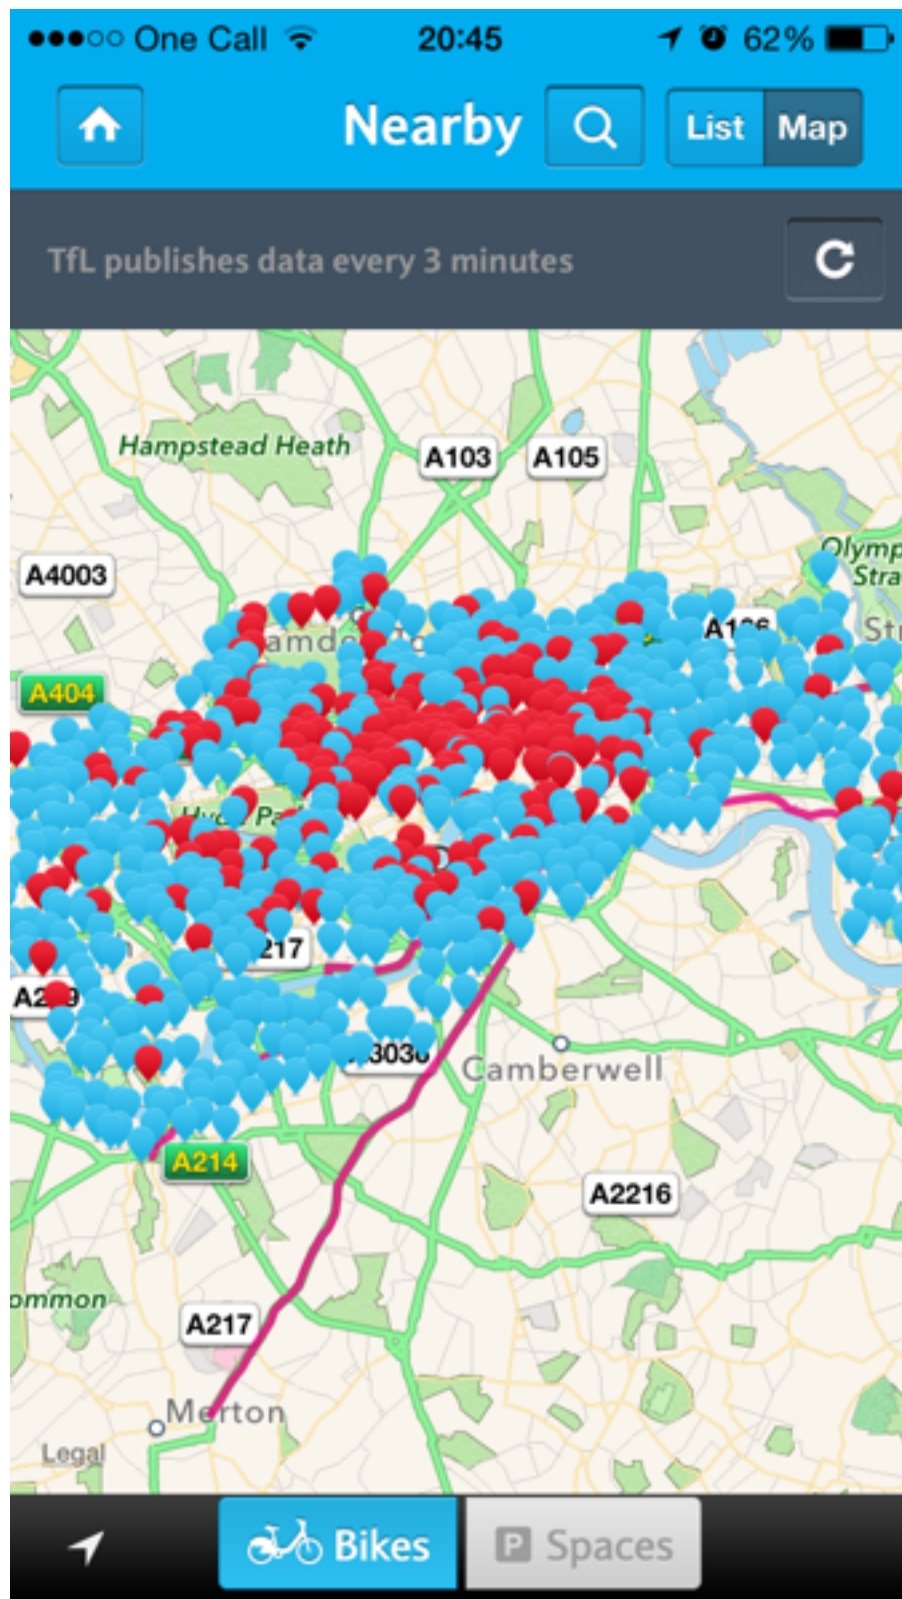 One Call 20:45 62%
Nearby List Map
TfL publishes data every 3 minutes
Hampstead Heath
A103 A105
A4003
A404
Camberwell
A214
A2216
A217
Merton
Legal
Bikes P Spaces